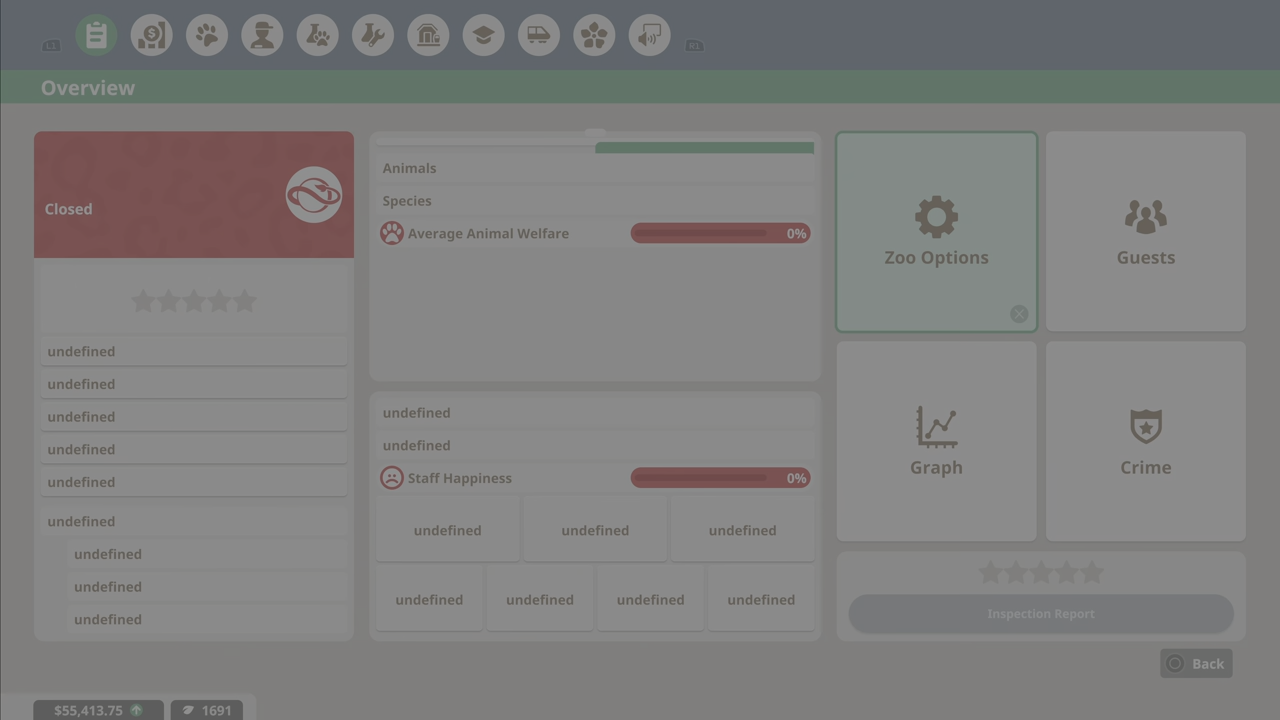 L1
R1
Overview
Closed
undefined
undefined
undefined
undefined
undefined
undefined
undefined
undefined
undefined
Animals
Species
Average Animal Welfare 0%
undefined
undefined
Staff Happiness 0%
undefined undefined undefined
undefined undefined undefined undefined
Zoo Options
Guests
Graph
Crime
Inspection Report
Back
$55,413.75
1691